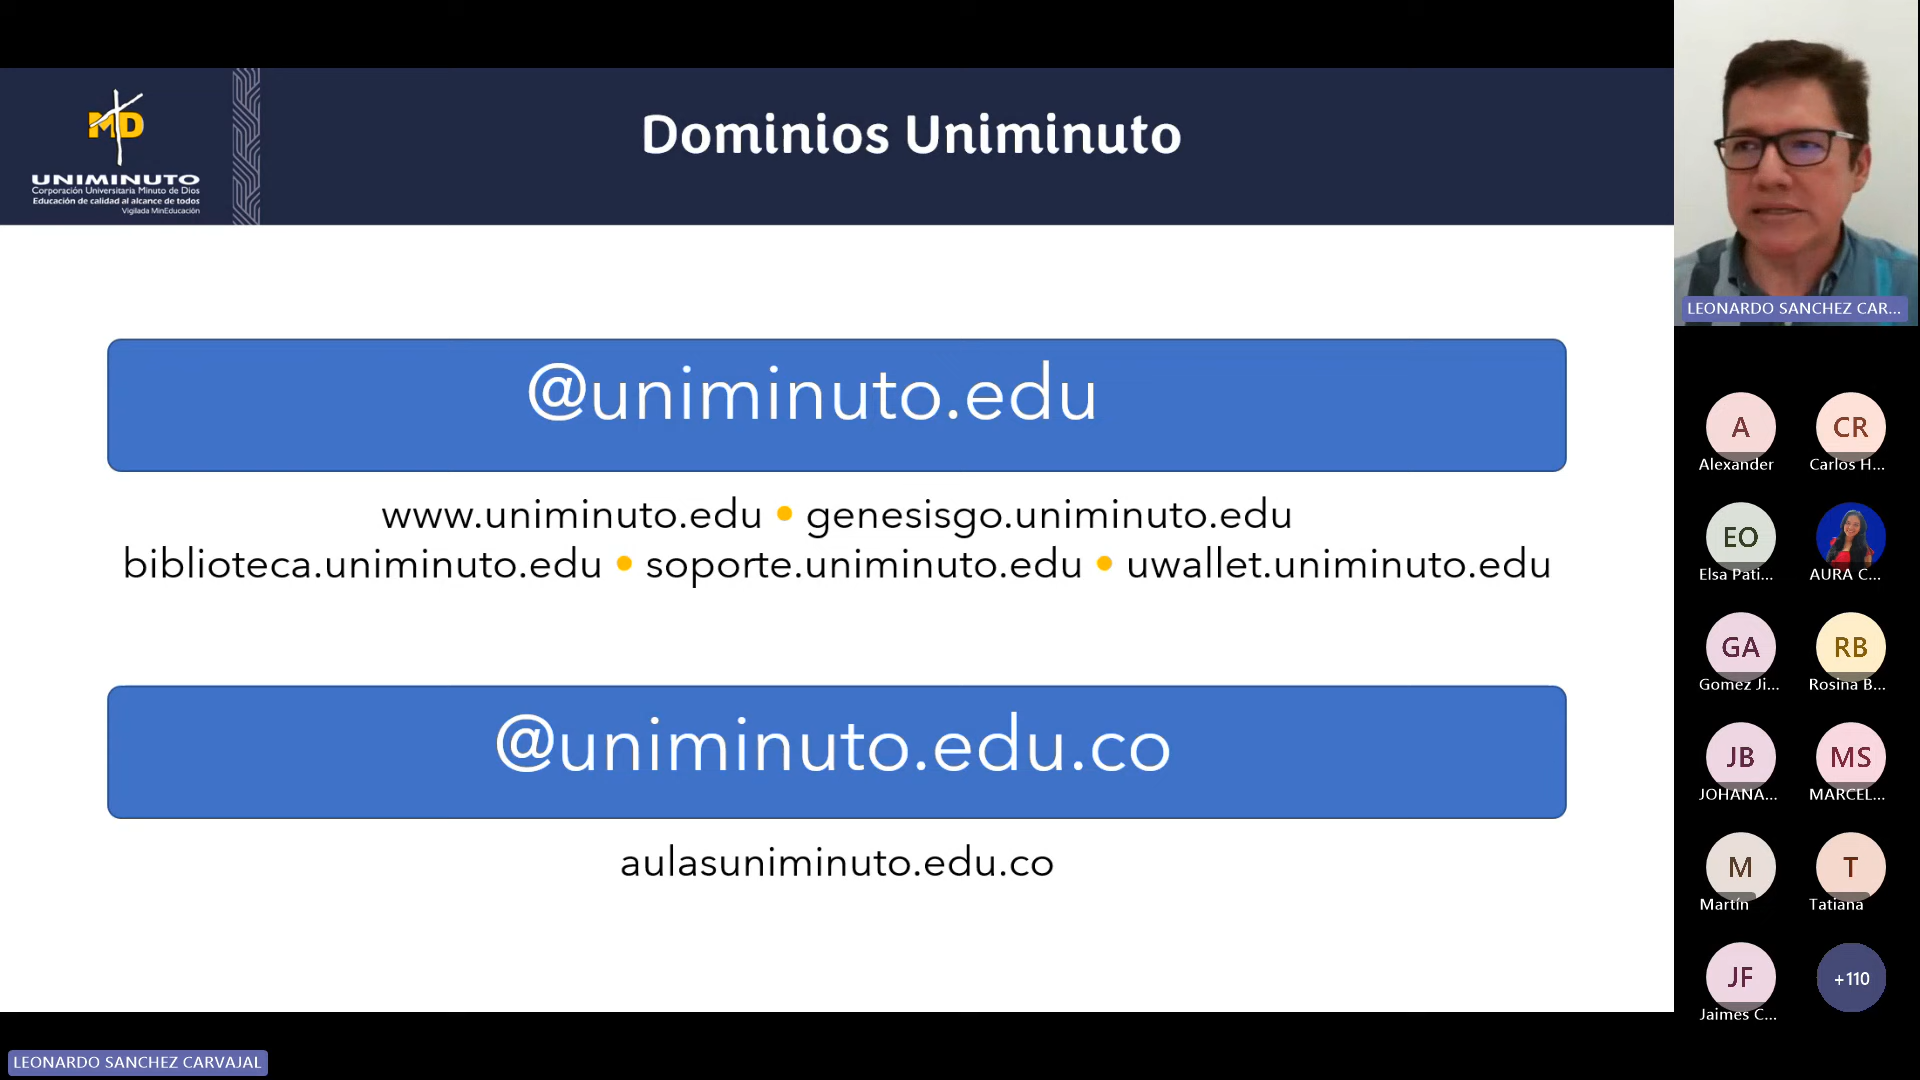 MD
UNIMINUTO
Corporación Universitaria Minuto de Dios
Educación de calidad al alcance de todos
Vigilada MinEducación
Dominios Uniminuto
@uniminuto.edu
www.uniminuto.edu • genesisgo.uniminuto.edu
biblioteca.uniminuto.edu • soporte.uniminuto.edu • uwallet.uniminuto.edu
@uniminuto.edu.co
aulasuniminuto.edu.co
LEONARDO SANCHEZ CAR...
A CR
Alexander Carlos H...
EO
Elsa Pati... AURA C...
GA RB
Gomez Ji... Rosina B...
JB MS
JOHANA... MARCEL...
M T
Martín Tatiana
JF +110
Jaimes C...
LEONARDO SANCHEZ CARVAJAL